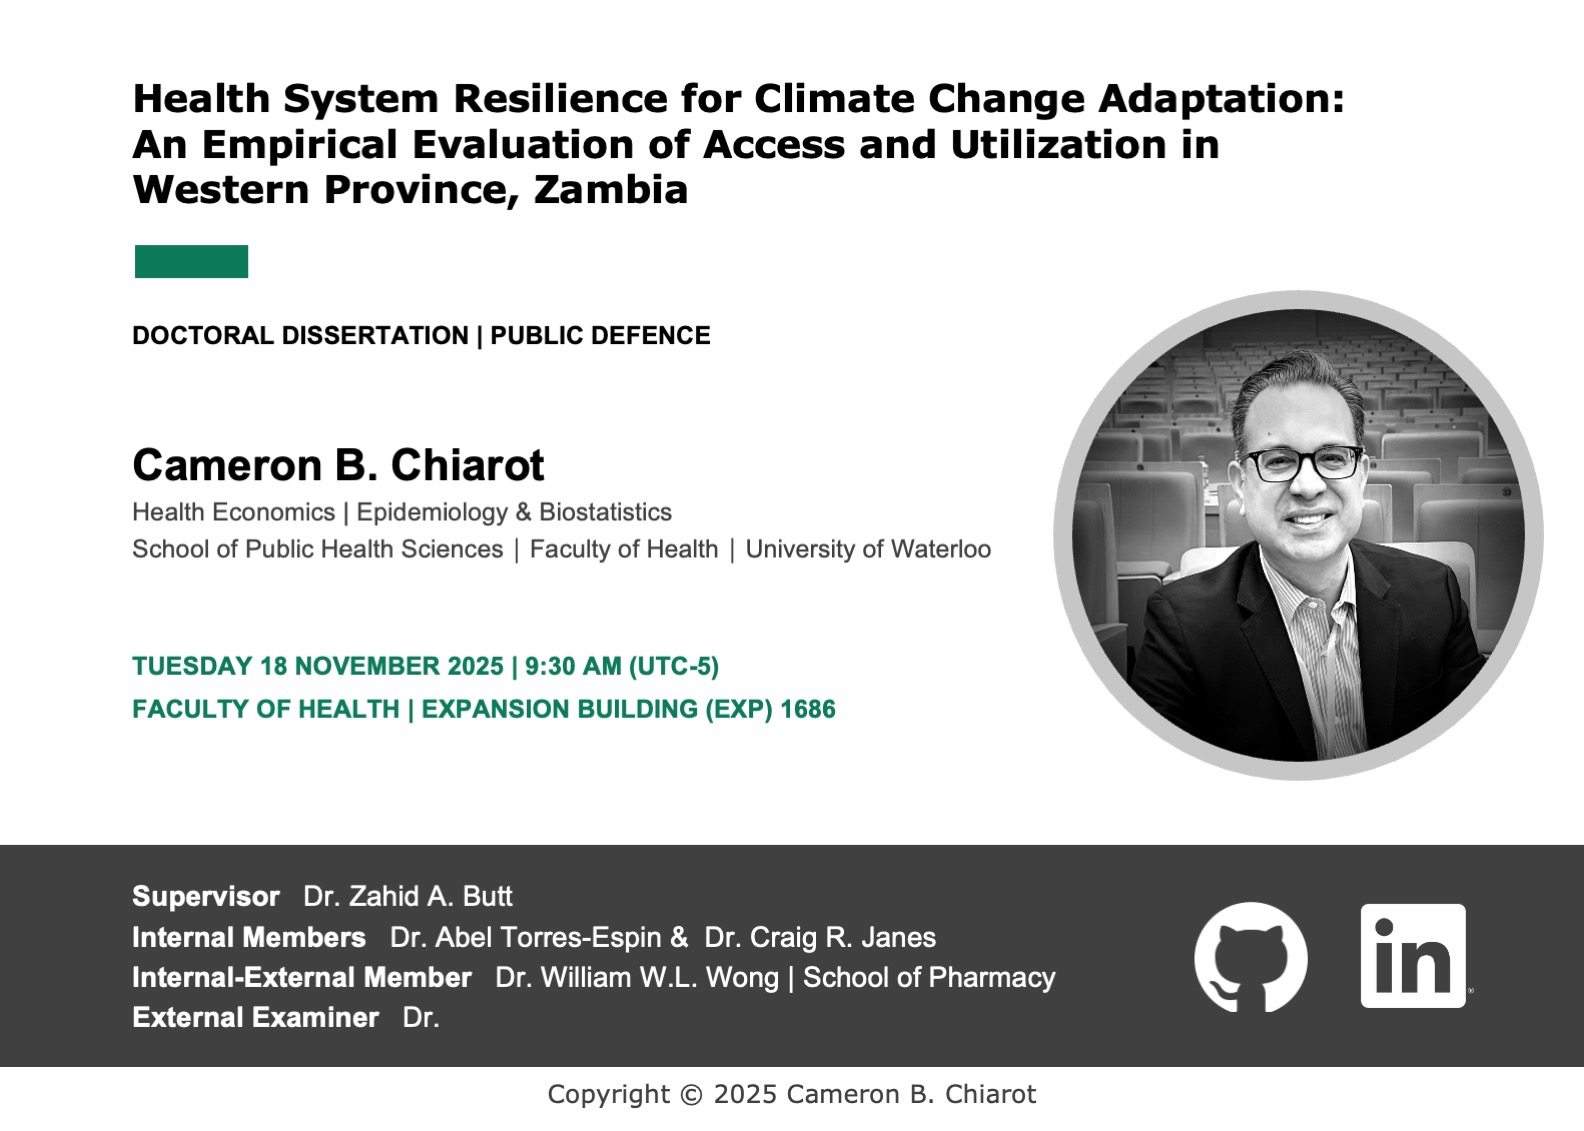 Health System Resilience for Climate Change Adaptation:
An Empirical Evaluation of Access and Utilization in
Western Province, Zambia
DOCTORAL DISSERTATION | PUBLIC DEFENCE
Cameron B. Chiarot
Health Economics | Epidemiology & Biostatistics
School of Public Health Sciences | Faculty of Health | University of Waterloo
TUESDAY 18 NOVEMBER 2025 | 9:30 AM (UTC-5)
FACULTY OF HEALTH | EXPANSION BUILDING (EXP) 1686
Supervisor Dr. Zahid A. Butt
Internal Members Dr. Abel Torres-Espin & Dr. Craig R. Janes
Internal-External Member Dr. William W.L. Wong | School of Pharmacy
External Examiner Dr.
in
Copyright © 2025 Cameron B. Chiarot